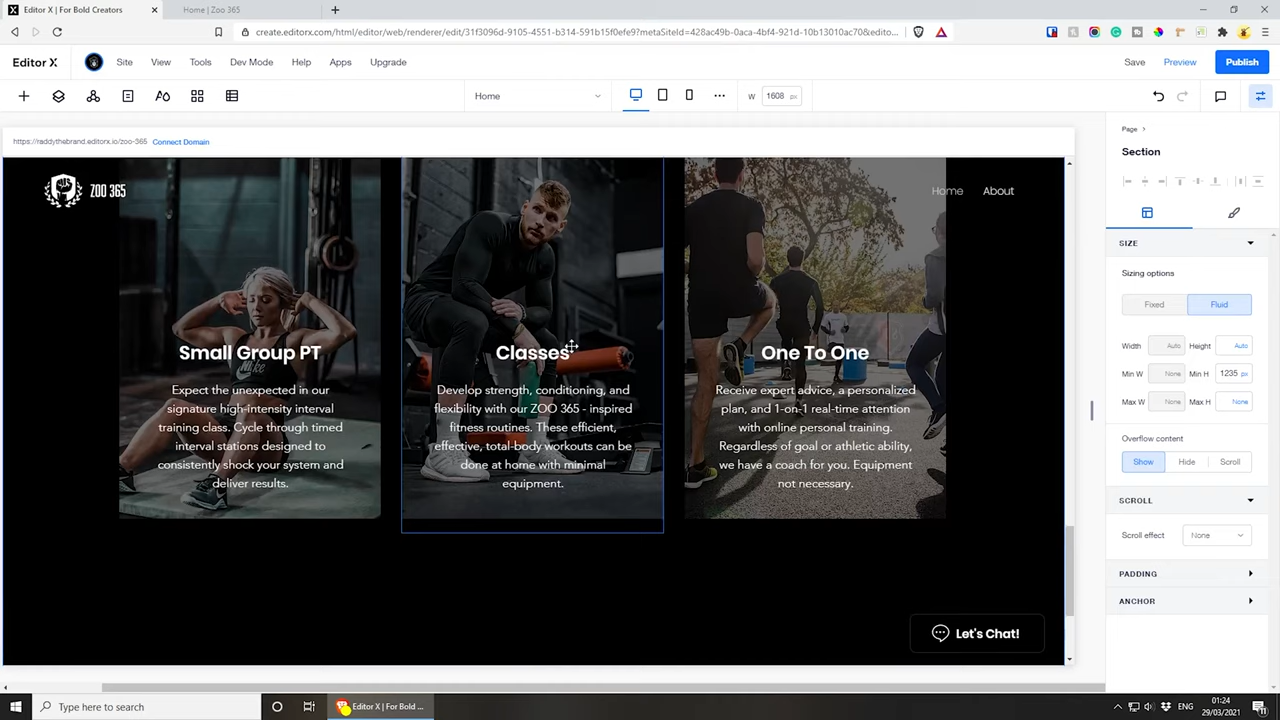 Editor X | For Bold Creators
Home | Zoo 365
create.editorx.com/html/editor/web/renderer/edit/31f3096d-9105-4551-b314-591b15f0efe9?metaSiteId=428ac49b-0aca-4bf4-921d-10b13010ac70&edito...
Editor X
Site
View
Tools
Dev Mode
Help
Apps
Upgrade
Save
Preview
Publish
Home
W
1608 px
https://raddythebrand.editorx.io/zoo-365
Connect Domain
ZOO 365
Home
About
Small Group PT
Expect the unexpected in our
signature high-intensity interval
training class. Cycle through timed
interval stations designed to
consistently shock your system and
deliver results.
Classes
Develop strength, conditioning, and
flexibility with our ZOO 365 - inspired
fitness routines. These efficient,
effective, total-body workouts can be
done at home with minimal
equipment.
One To One
Receive expert advice, a personalized
plan, and 1-on-1 real-time attention
with online personal training.
Regardless of goal or athletic ability,
we have a coach for you. Equipment
not necessary.
Let's Chat!
Page
Section
SIZE
Sizing options
Fixed
Fluid
Width Auto Height Auto
Min W None Min H 1235 px
Max W None Max H None
Overflow content
Show
Hide
Scroll
SCROLL
Scroll effect
None
PADDING
ANCHOR
Type here to search
Editor X | For Bold ...
ENG
01:24
29/03/2021